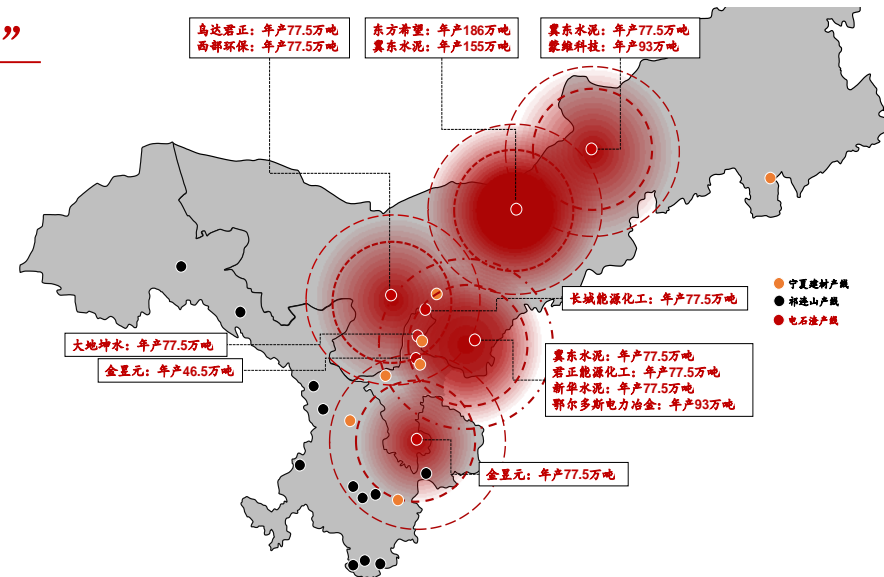 ”
乌达君正：年产77.5万吨
西部环保：年产77.5万吨
东方希望：年产186万吨
冀东水泥：年产155万吨
冀东水泥：年产77.5万吨
蒙维科技：年产93万吨
宁夏建材产线
祁连山产线
电石渣产线
长城能源化工：年产77.5万吨
大地坤水：年产77.5万吨
金昱元：年产46.5万吨
冀东水泥：年产77.5万吨
君正能源化工：年产77.5万吨
新华水泥：年产77.5万吨
鄂尔多斯电力冶金：年产93万吨
金昱元：年产77.5万吨